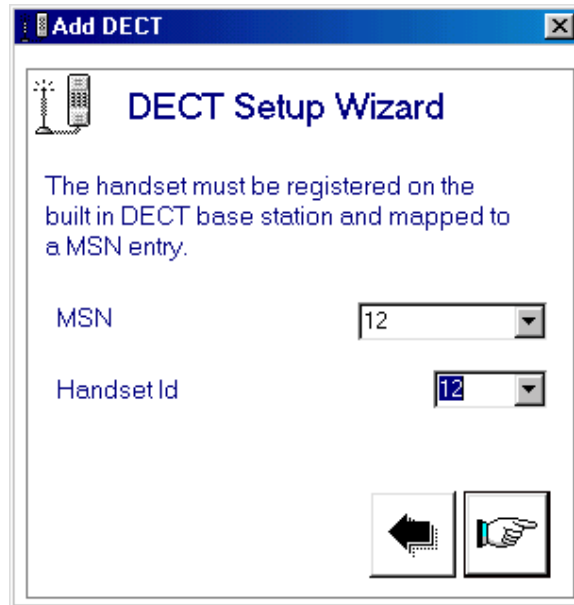 Add DECT
DECT Setup Wizard
The handset must be registered on the
built in DECT base station and mapped to
a MSN entry.
MSN 12
Handset Id 12